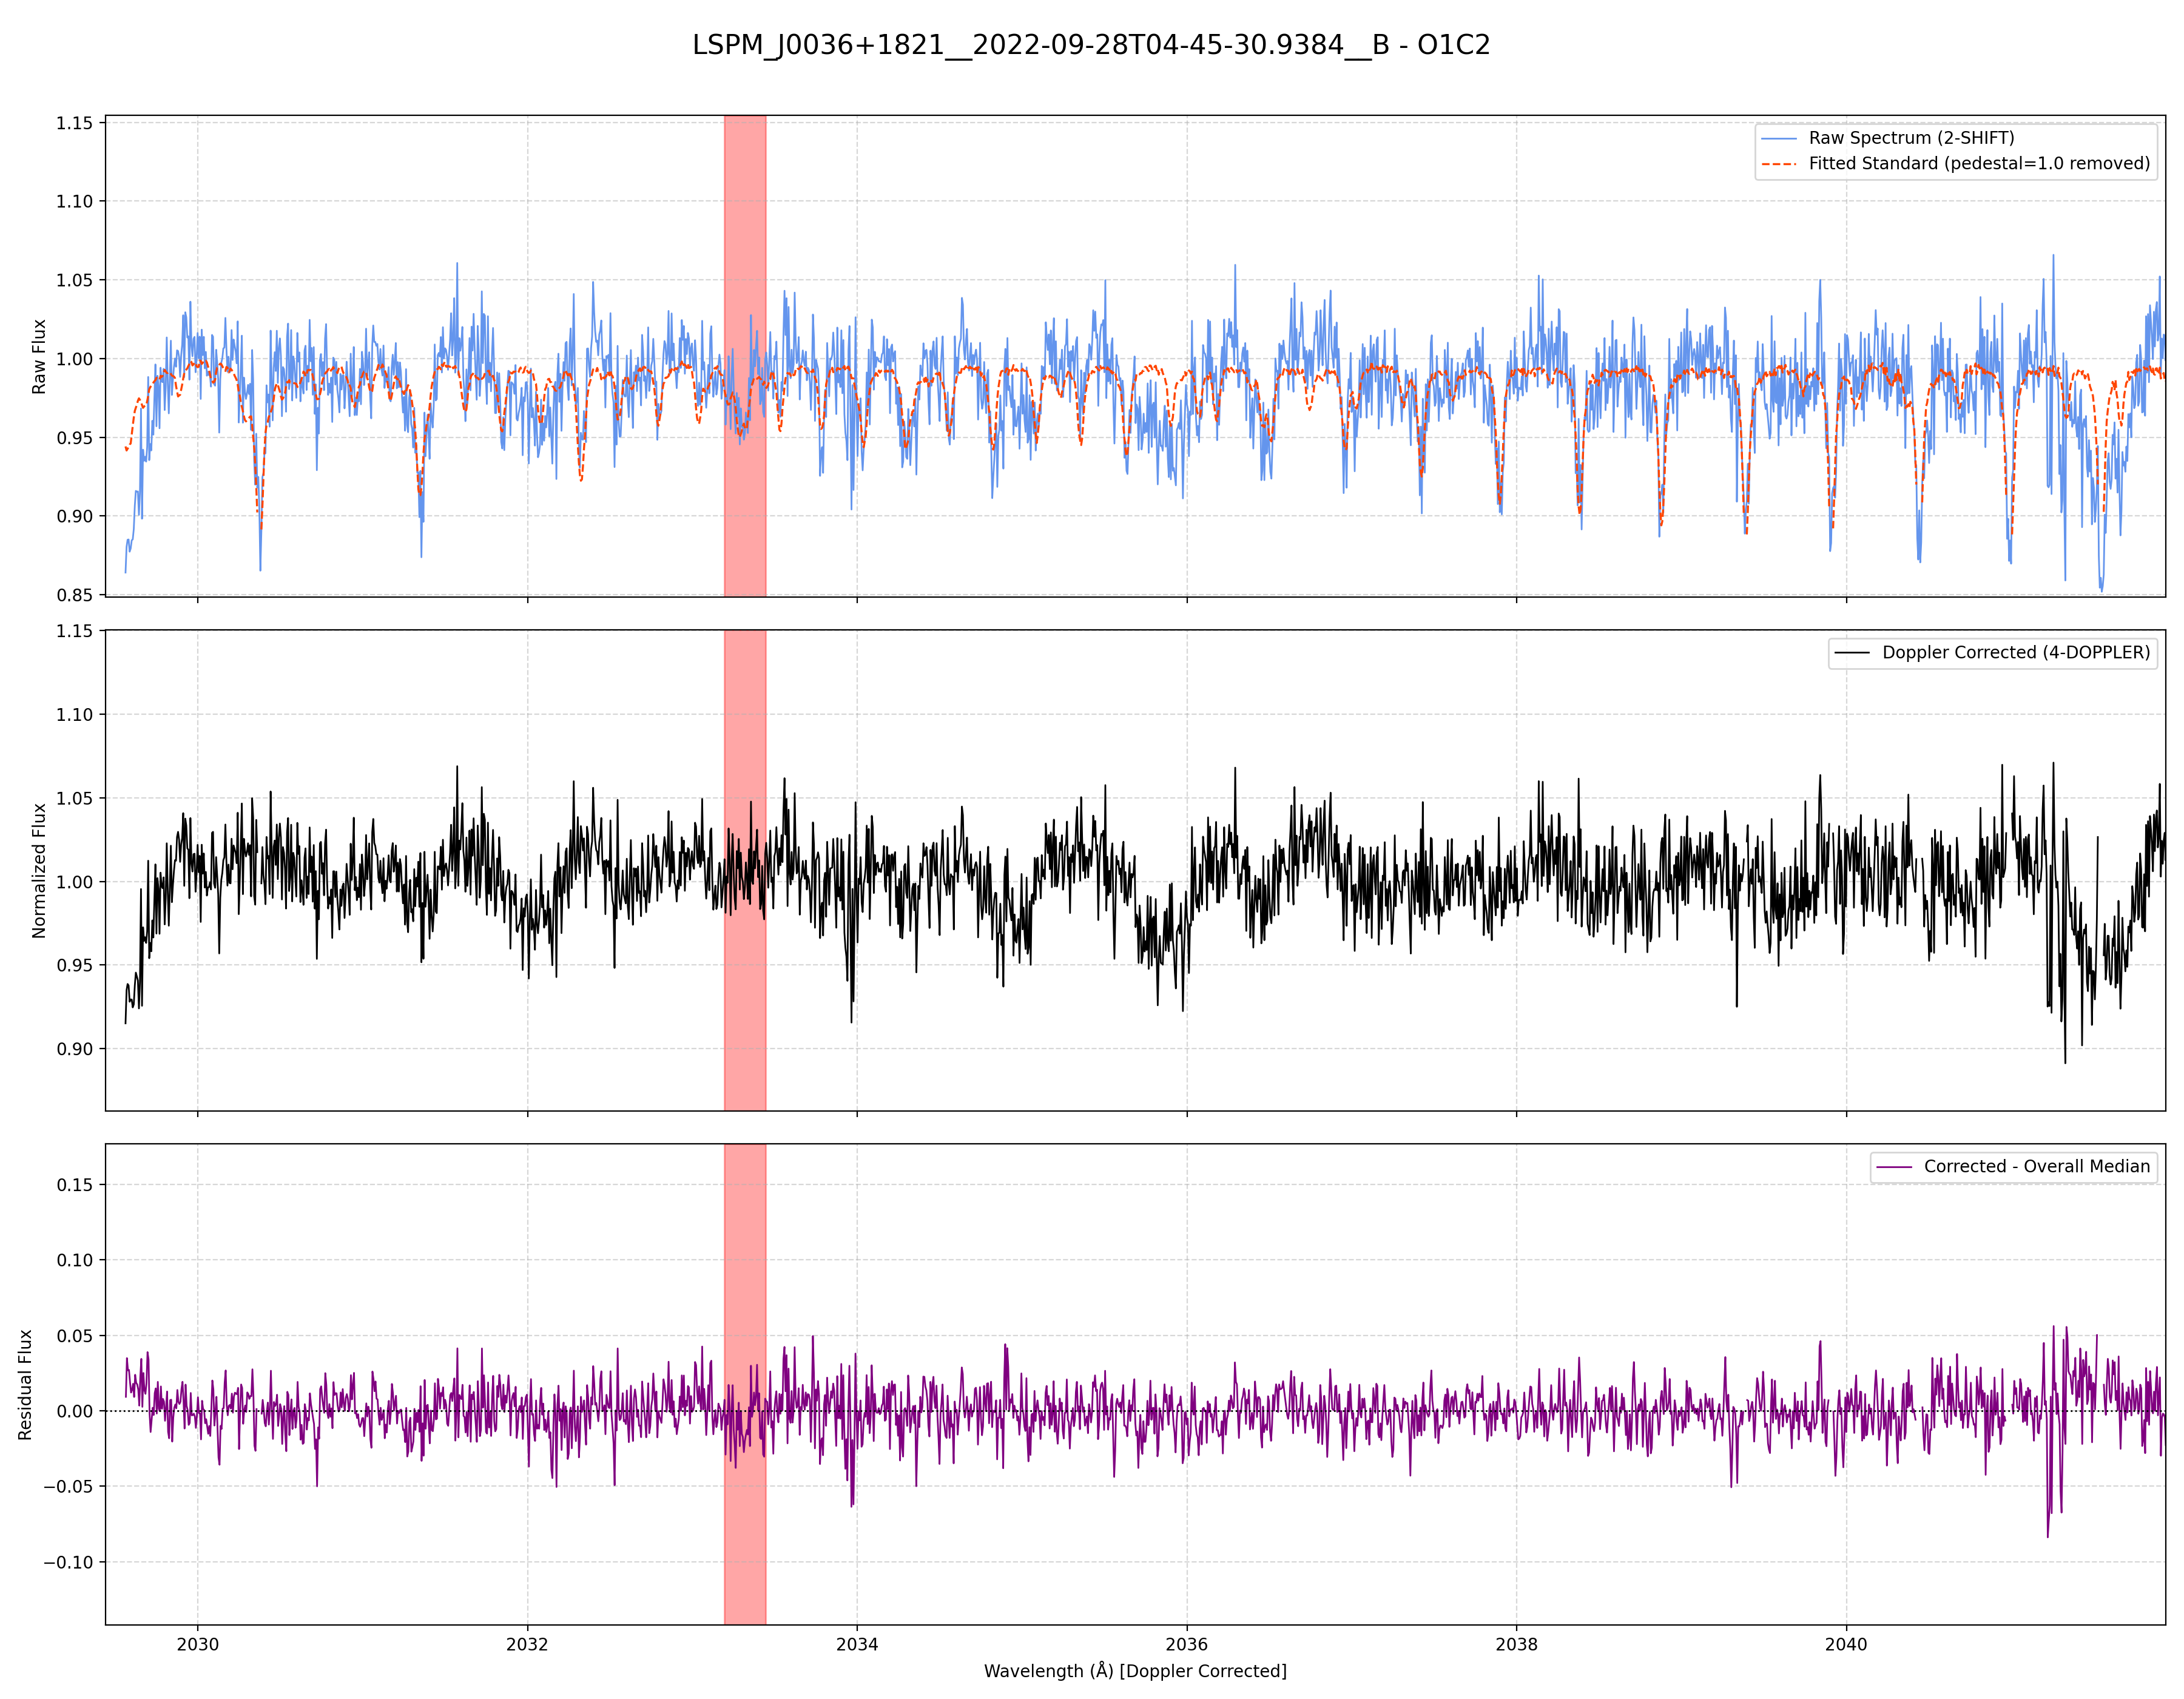 LSPM_J0036+1821__2022-09-28T04-45-30.9384__B - O1C2
1.15
1.10
1.05
1.00
0.95
0.90
0.85
Raw Flux
Raw Spectrum (2-SHIFT)
Fitted Standard (pedestal=1.0 removed)
1.15
1.10
1.05
1.00
0.95
0.90
Normalized Flux
Doppler Corrected (4-DOPPLER)
0.15
0.10
0.05
0.00
−0.05
−0.10
Residual Flux
Corrected - Overall Median
2030 2032 2034 2036 2038 2040
Wavelength (Å) [Doppler Corrected]